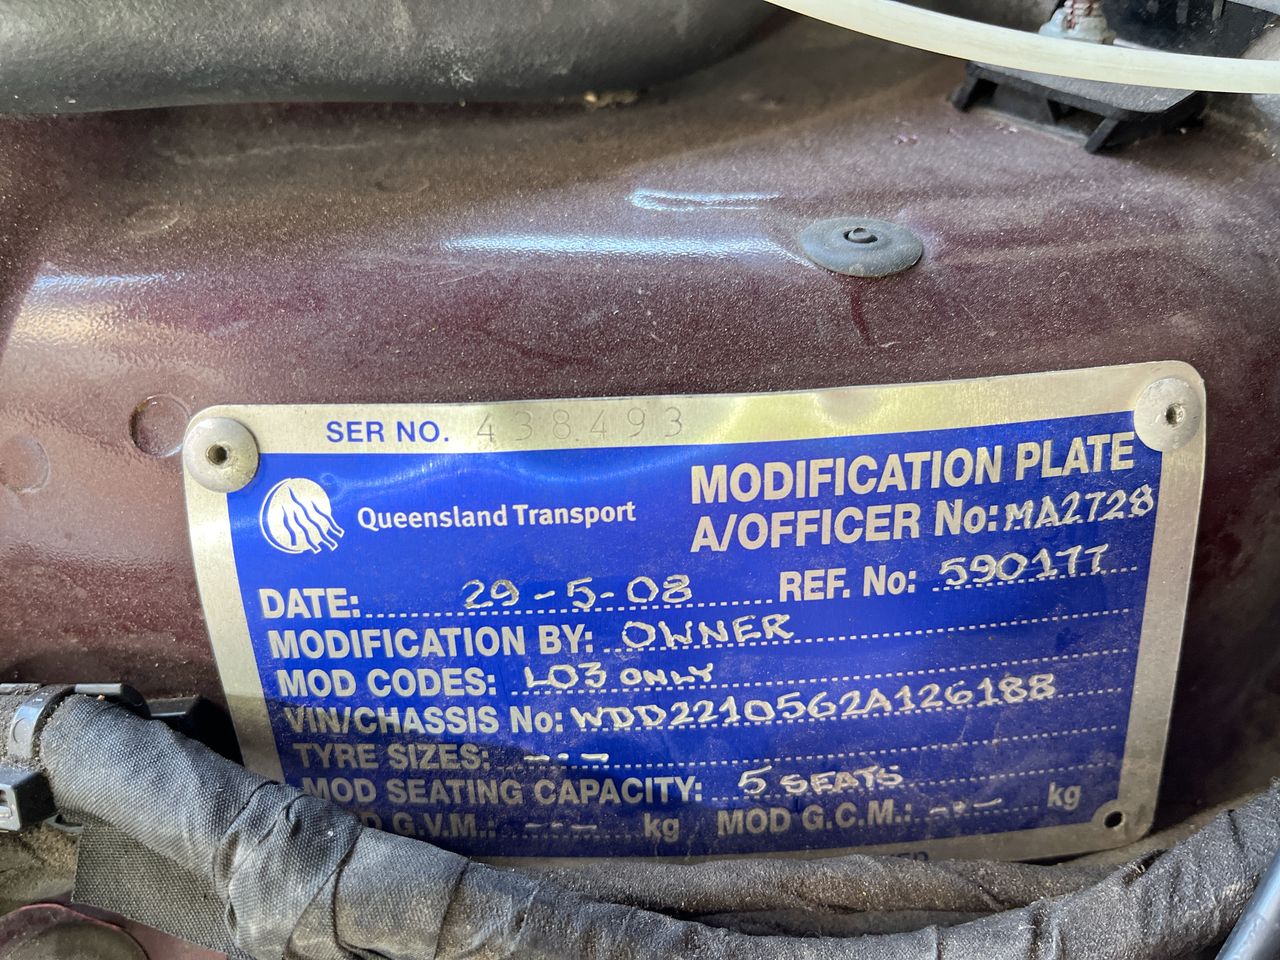 SER NO. 438493
Queensland Transport
MODIFICATION PLATE
A/OFFICER No: MA2728
DATE: 29-5-08 REF. No: 590177
MODIFICATION BY: OWNER
MOD CODES: LO3 ONLY
VIN/CHASSIS No: WDD2210562A126188
TYRE SIZES: -.-
MOD SEATING CAPACITY: 5 SEATS
G.V.M.: --- kg MOD G.C.M.: -.- kg